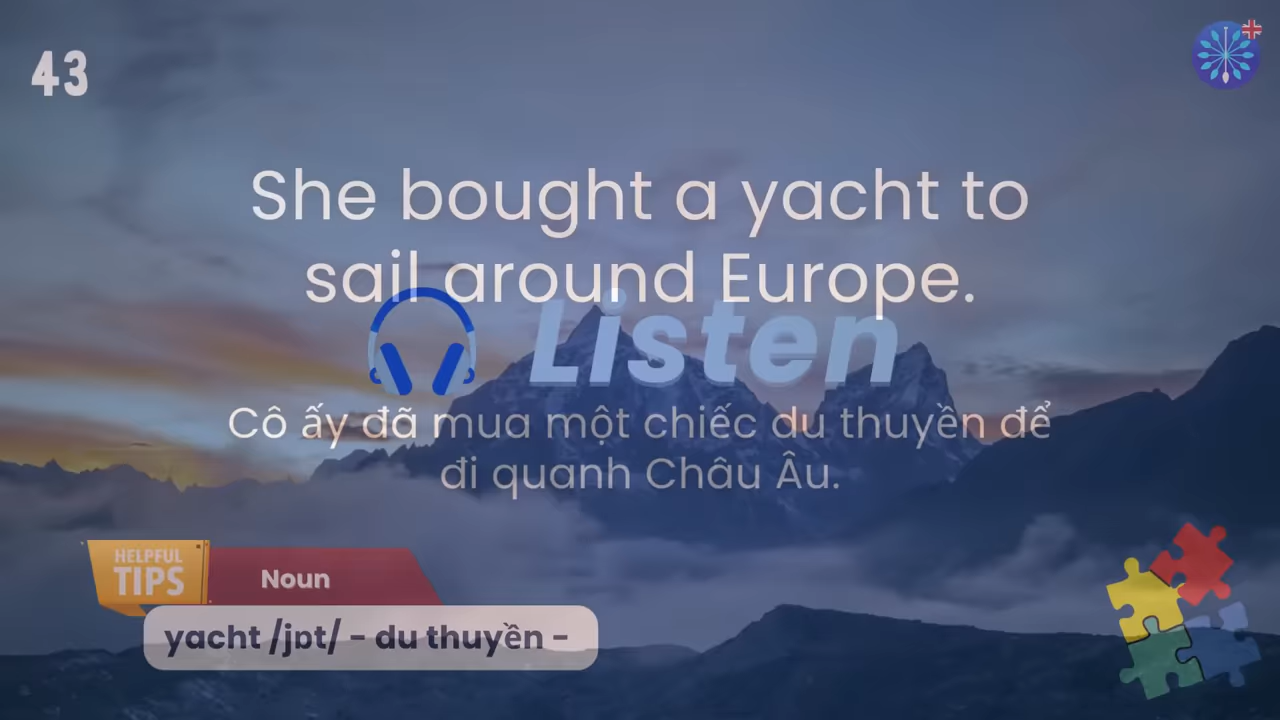 43
She bought a yacht to
sail around Europe.
Listen
Cô ấy đã mua một chiếc du thuyền để
đi quanh Châu Âu.
HELPFUL
TIPS
Noun
yacht /jɒt/ - du thuyền -